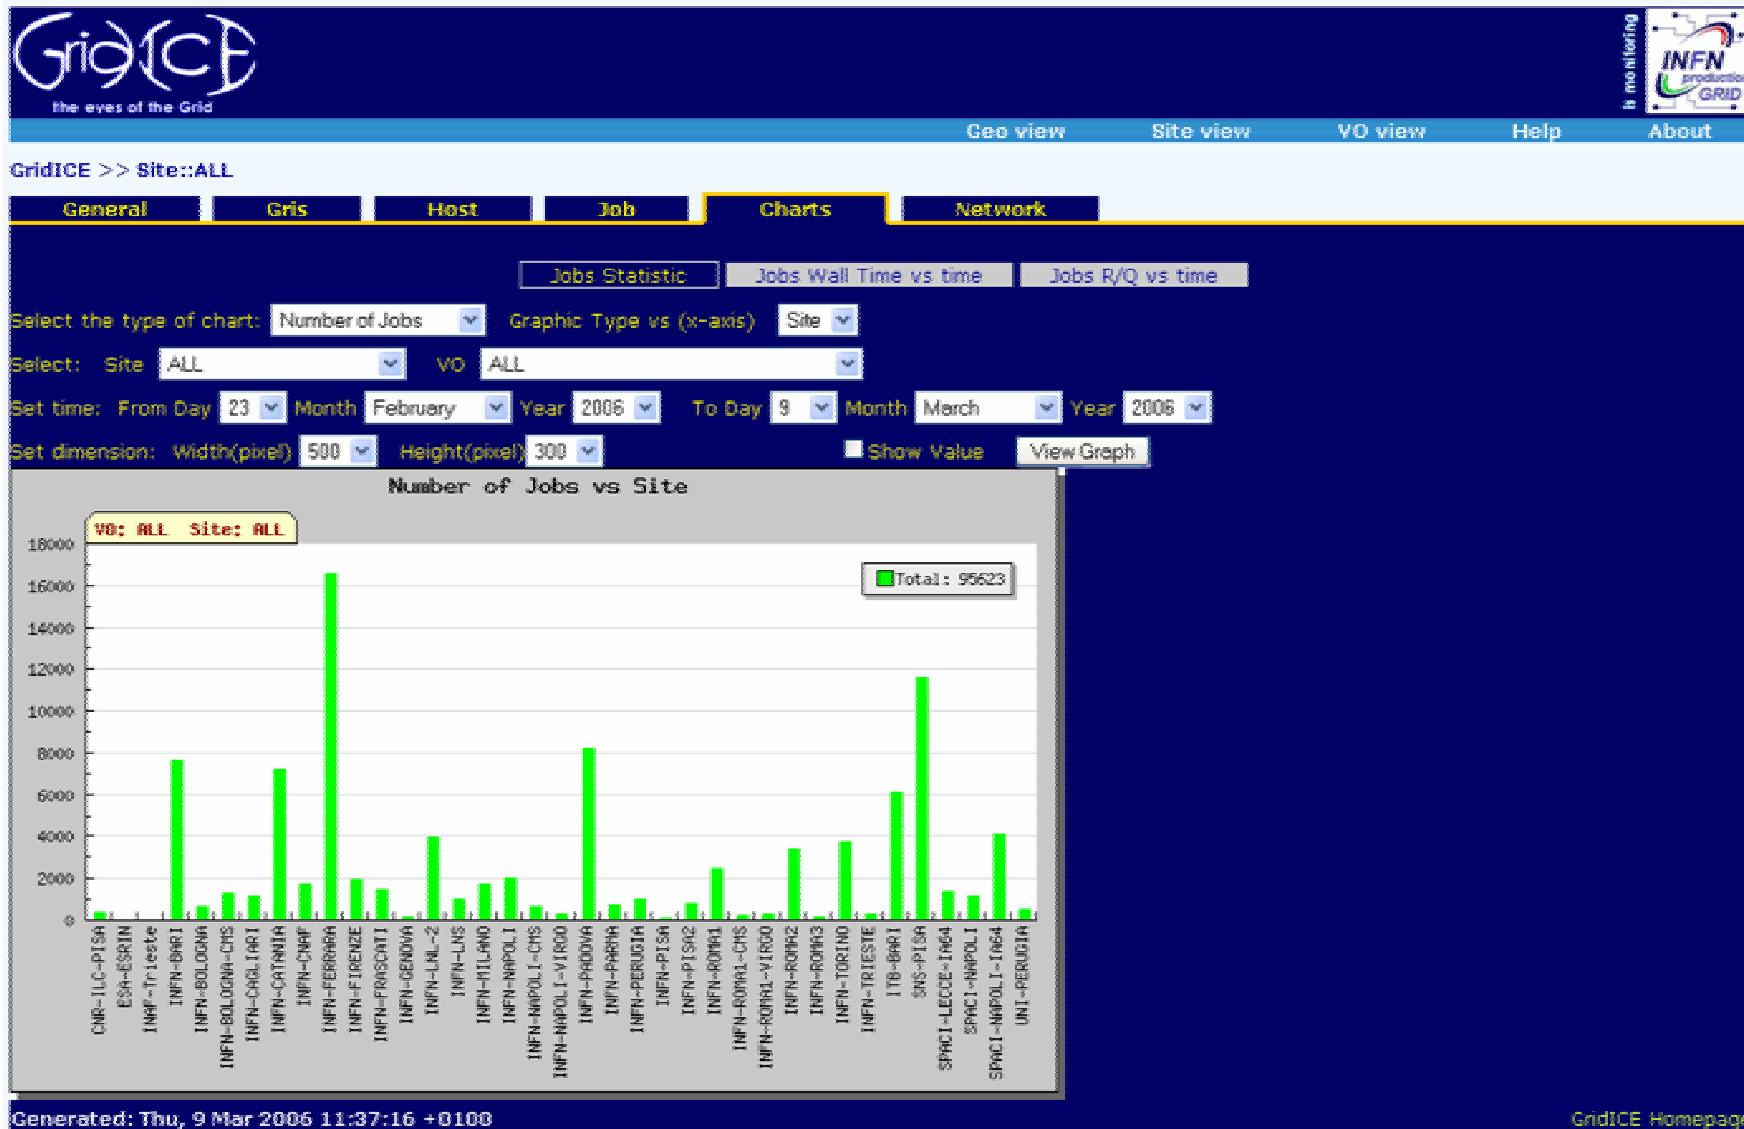 GridICE
the eyes of the Grid
is monitoring
INFN
production
GRID
Geo view Site view VO view Help About
GridICE >> Site::ALL
General Gris Host Job Charts Network
Jobs Statistic Jobs Wall Time vs time Jobs R/Q vs time
Select the type of chart: Number of Jobs Graphic Type vs (x-axis) Site
Select: Site ALL VO ALL
Set time: From Day 23 Month February Year 2006 To Day 9 Month March Year 2006
Set dimension: Width(pixel) 500 Height(pixel) 300 Show Value View Graph
Number of Jobs vs Site
VO: ALL Site: ALL
Total: 95623
18000
16000
14000
12000
10000
8000
6000
4000
2000
0
CNR-ILC-PISA
ESA-ESRIN
INAF-Trieste
INFN-BARI
INFN-BOLOGNA
INFN-BOLOGNA-CMS
INFN-CAGLIARI
INFN-CATANIA
INFN-CNAF
INFN-FERRARA
INFN-FIRENZE
INFN-FRASCATI
INFN-GENOVA
INFN-LNL-2
INFN-LNS
INFN-MILANO
INFN-NAPOLI
INFN-NAPOLI-CMS
INFN-NAPOLI-VIRGO
INFN-PADOVA
INFN-PARMA
INFN-PERUGIA
INFN-PISA
INFN-PISA2
INFN-ROMA1
INFN-ROMA1-CMS
INFN-ROMA1-VIRGO
INFN-ROMA2
INFN-ROMA3
INFN-TORINO
INFN-TRIESTE
ITB-BARI
SNS-PISA
SPACI-LECCE-IA64
SPACI-NAPOLI
SPACI-NAPOLI-IA64
UNI-PERUGIA
Generated: Thu, 9 Mar 2006 11:37:16 +0100
GridICE Homepage